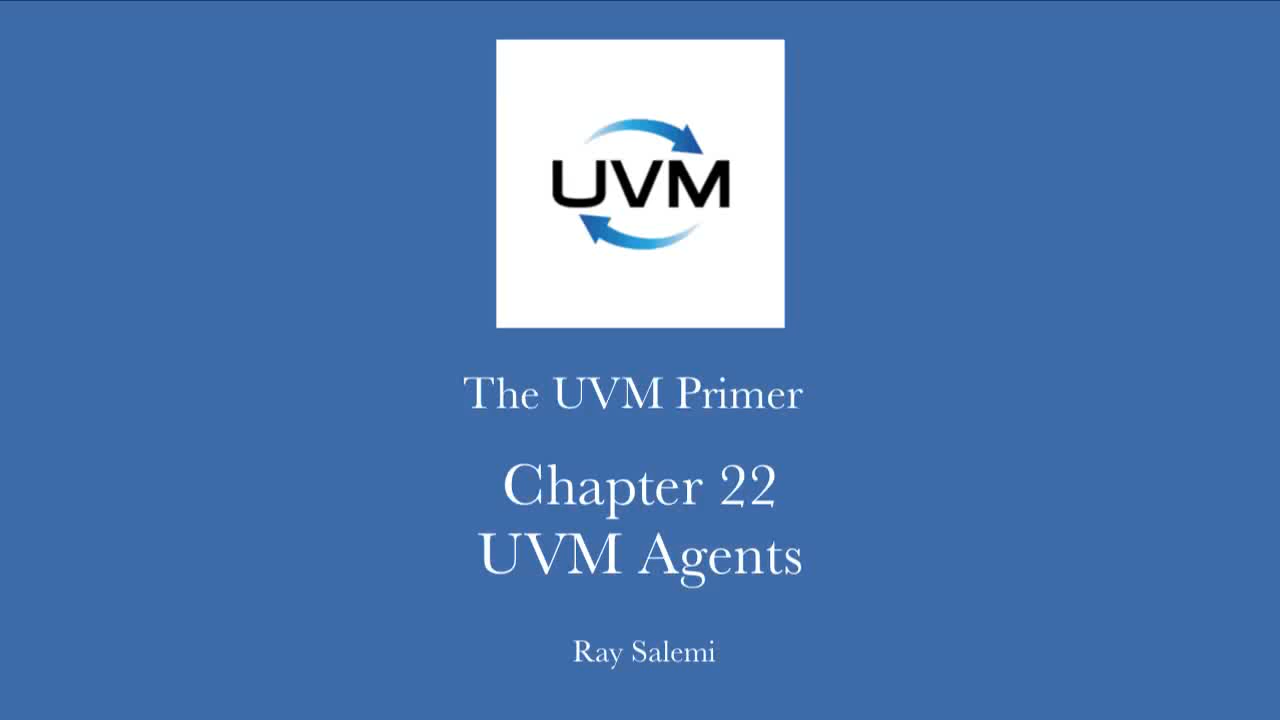 UVM
The UVM Primer
Chapter 22
UVM Agents
Ray Salemi